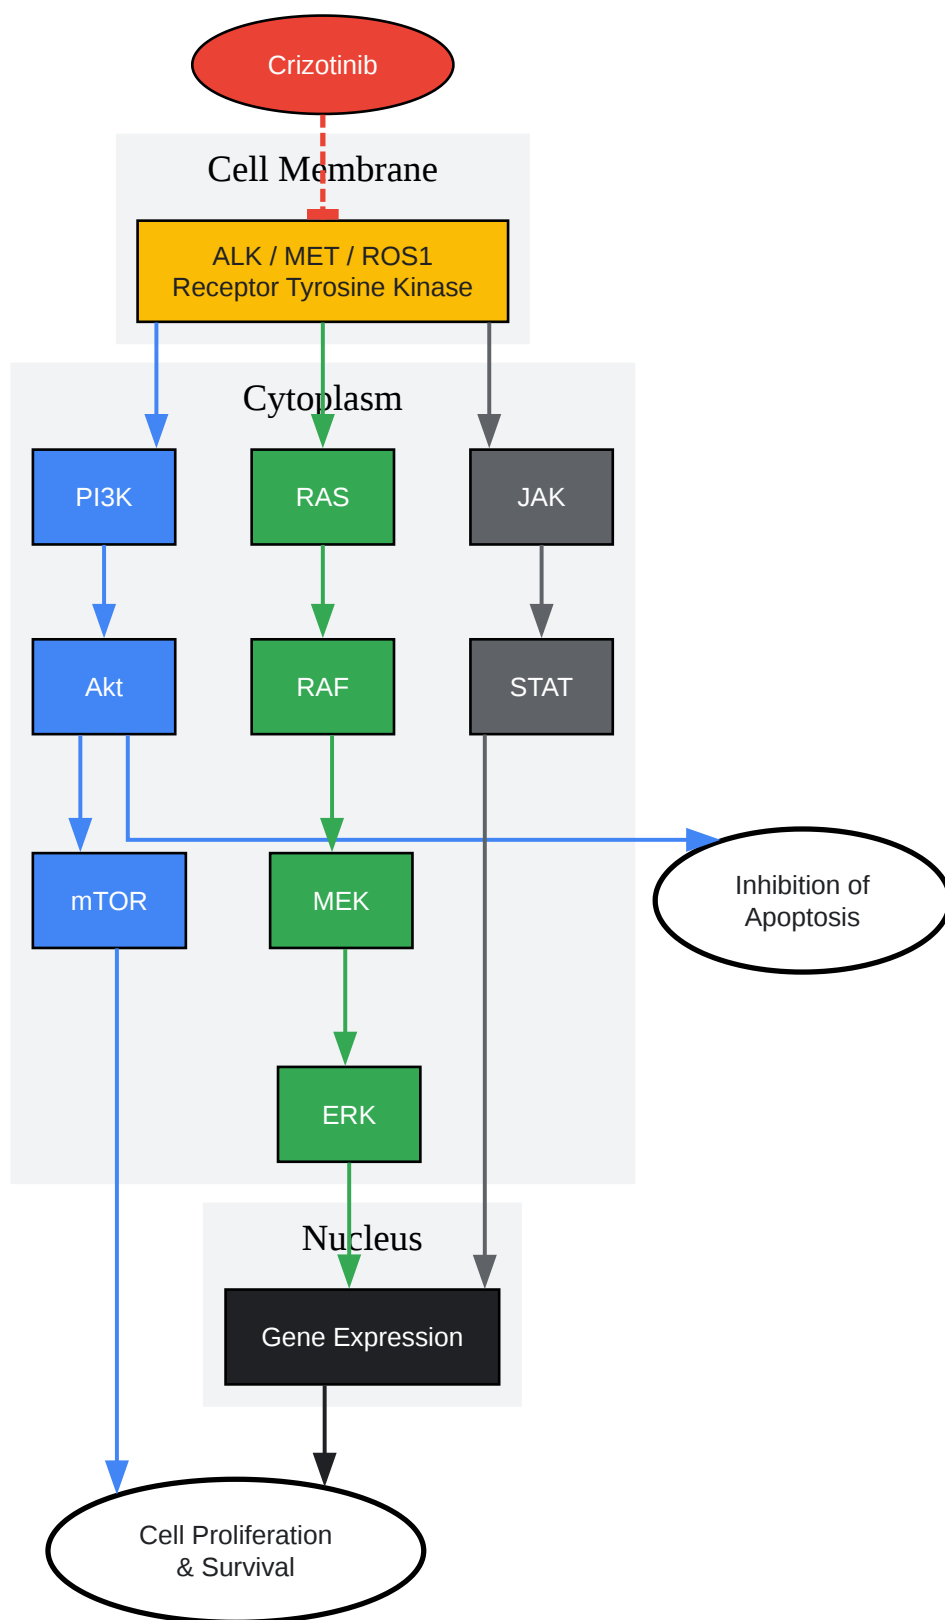 Crizotinib
Cell Membrane
ALK / MET / ROS1
Receptor Tyrosine Kinase
Cytoplasm
PI3K
RAS
JAK
Akt
RAF
STAT
mTOR
MEK
Inhibition of
Apoptosis
ERK
Nucleus
Gene Expression
Cell Proliferation
& Survival